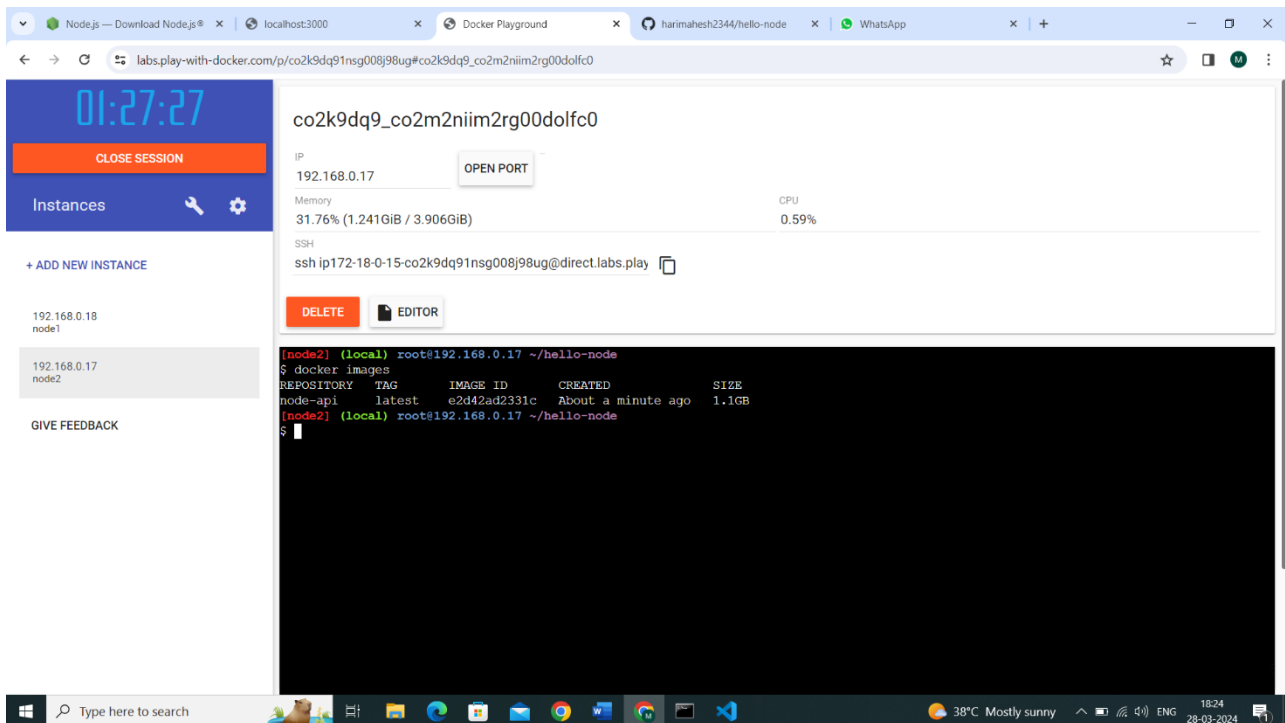 Node.js — Download Node.js®
localhost:3000
Docker Playground
harimahesh2344/hello-node
WhatsApp
labs.play-with-docker.com/p/co2k9dq91nsg008j98ug#co2k9dq9_co2m2niim2rg00dolfc0
M
01:27:27
CLOSE SESSION
Instances
+ ADD NEW INSTANCE
192.168.0.18
node1
192.168.0.17
node2
GIVE FEEDBACK
co2k9dq9_co2m2niim2rg00dolfc0
IP
192.168.0.17
OPEN PORT
Memory
31.76% (1.241GiB / 3.906GiB)
CPU
0.59%
SSH
ssh ip172-18-0-15-co2k9dq91nsg008j98ug@direct.labs.play
DELETE
EDITOR
[node2] (local) root@192.168.0.17 ~/hello-node
$ docker images
REPOSITORY TAG IMAGE ID CREATED SIZE
node-api latest e2d42ad2331c About a minute ago 1.1GB
[node2] (local) root@192.168.0.17 ~/hello-node
$
Type here to search
38°C Mostly sunny
ENG
18:24
28-03-2024